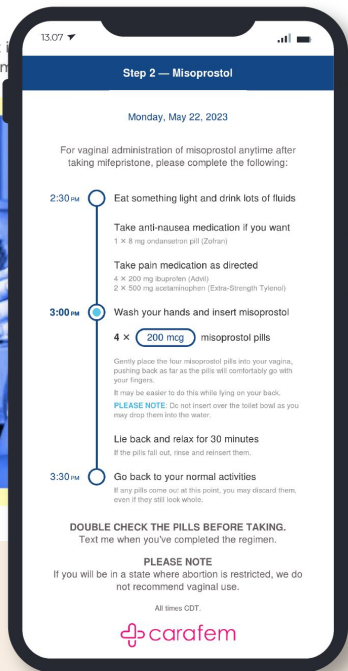 13.07
Step 2 — Misoprostol
Monday, May 22, 2023
For vaginal administration of misoprostol anytime after
taking mifepristone, please complete the following:
2:30 PM Eat something light and drink lots of fluids
Take anti-nausea medication if you want
1 × 8 mg ondansetron pill (Zofran)
Take pain medication as directed
4 × 200 mg ibuprofen (Advil)
2 × 500 mg acetaminophen (Extra-Strength Tylenol)
3:00 PM Wash your hands and insert misoprostol
4 × 200 mcg misoprostol pills
Gently place the four misoprostol pills into your vagina,
pushing back as far as the pills will comfortably go with
your fingers.
It may be easier to do this while lying on your back.
PLEASE NOTE: Do not insert over the toilet bowl as you
may drop them into the water.
Lie back and relax for 30 minutes
If the pills fall out, rinse and reinsert them.
3:30 PM Go back to your normal activities
If any pills come out at this point, you may discard them,
even if they still look whole.
DOUBLE CHECK THE PILLS BEFORE TAKING.
Text me when you've completed the regimen.
PLEASE NOTE
If you will be in a state where abortion is restricted, we do
not recommend vaginal use.
All times CDT.
carafem